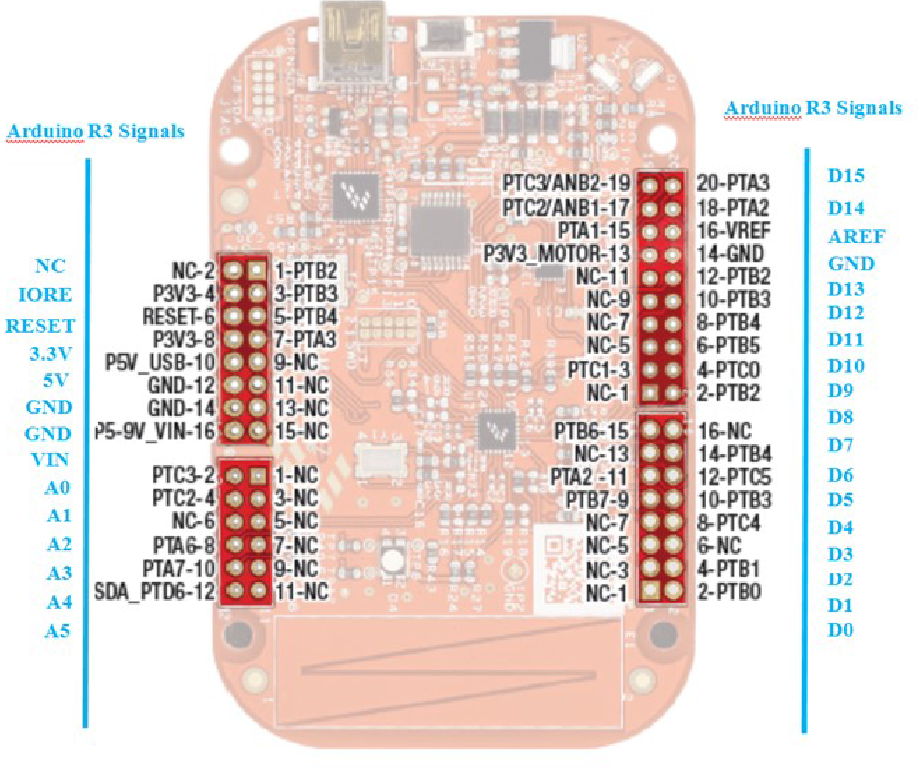 Arduino R3 Signals
NC
IORE
RESET
3.3V
5V
GND
GND
VIN
A0
A1
A2
A3
A4
A5
NC-2 1-PTB2
P3V3-4 3-PTB3
RESET-6 5-PTB4
P3V3-8 7-PTA3
P5V_USB-10 9-NC
GND-12 11-NC
GND-14 13-NC
P5-9V_VIN-16 15-NC
PTC3-2 1-NC
PTC2-4 3-NC
NC-6 5-NC
PTA6-8 7-NC
PTA7-10 9-NC
SDA_PTD6-12 11-NC
PTC3/ANB2-19 20-PTA3
PTC2/ANB1-17 18-PTA2
PTA1-15 16-VREF
P3V3_MOTOR-13 14-GND
NC-11 12-PTB2
NC-9 10-PTB3
NC-7 8-PTB4
NC-5 6-PTB5
PTC1-3 4-PTC0
NC-1 2-PTB2
PTB6-15 16-NC
NC-13 14-PTB4
PTA2 -11 12-PTC5
PTB7-9 10-PTB3
NC-7 8-PTC4
NC-5 6-NC
NC-3 4-PTB1
NC-1 2-PTB0
Arduino R3 Signals
D15
D14
AREF
GND
D13
D12
D11
D10
D9
D8
D7
D6
D5
D4
D3
D2
D1
D0